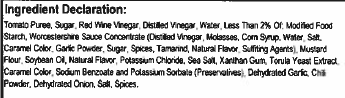 Ingredient Declaration:
Tomato Puree, Sugar, Red Wine Vinegar, Distilled Vinegar, Water, Less Than 2% Of: Modified Food
Starch, Worcestershire Sauce Concentrate (Distilled Vinegar, Molasses, Corn Syrup, Water, Salt,
Caramel Color, Garlic Powder, Sugar, Spices, Tamarind, Natural Flavor, Sulfiting Agents), Mustard
Flour, Soybean Oil, Natural Flavor, Potassium Chloride, Sea Salt, Xanthan Gum, Torula Yeast Extract,
Caramel Color, Sodium Benzoate and Potassium Sorbate (Preservatives), Dehydrated Garlic, Chili
Powder, Dehydrated Onion, Salt, Spices.